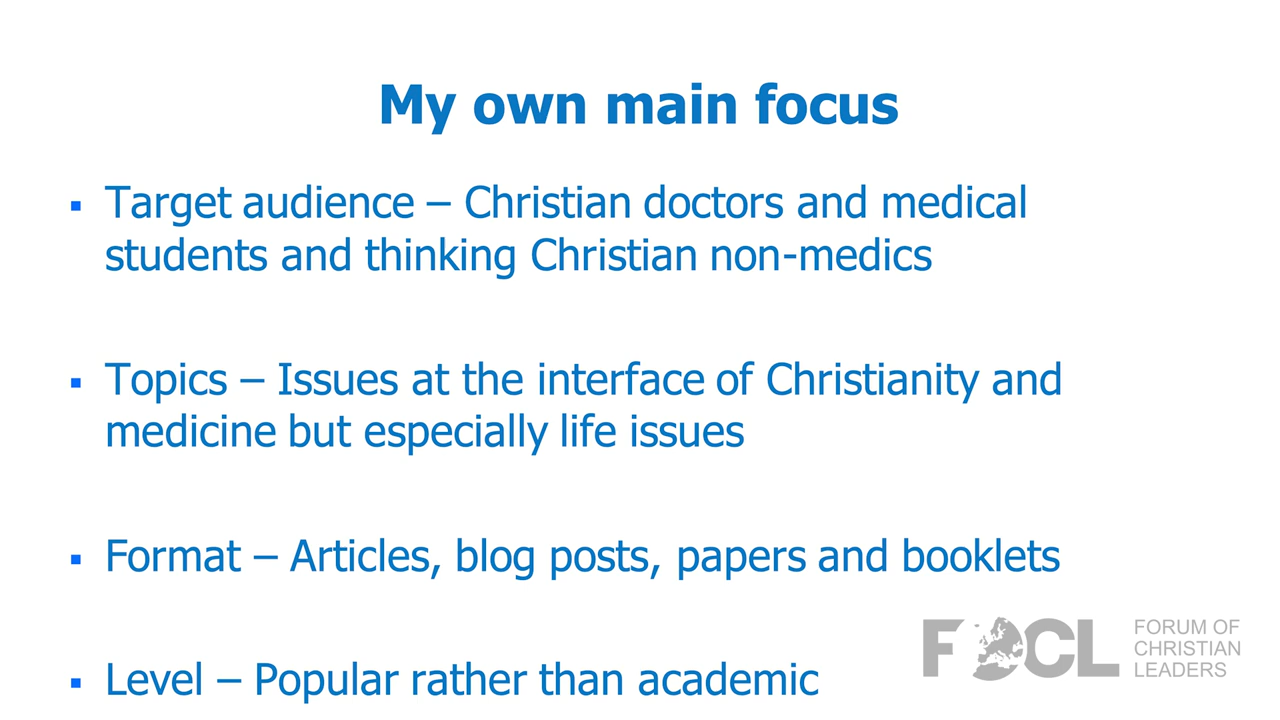 My own main focus
▪ Target audience – Christian doctors and medical
students and thinking Christian non-medics
▪ Topics – Issues at the interface of Christianity and
medicine but especially life issues
▪ Format – Articles, blog posts, papers and booklets
▪ Level – Popular rather than academic
FOCL
FORUM OF
CHRISTIAN
LEADERS